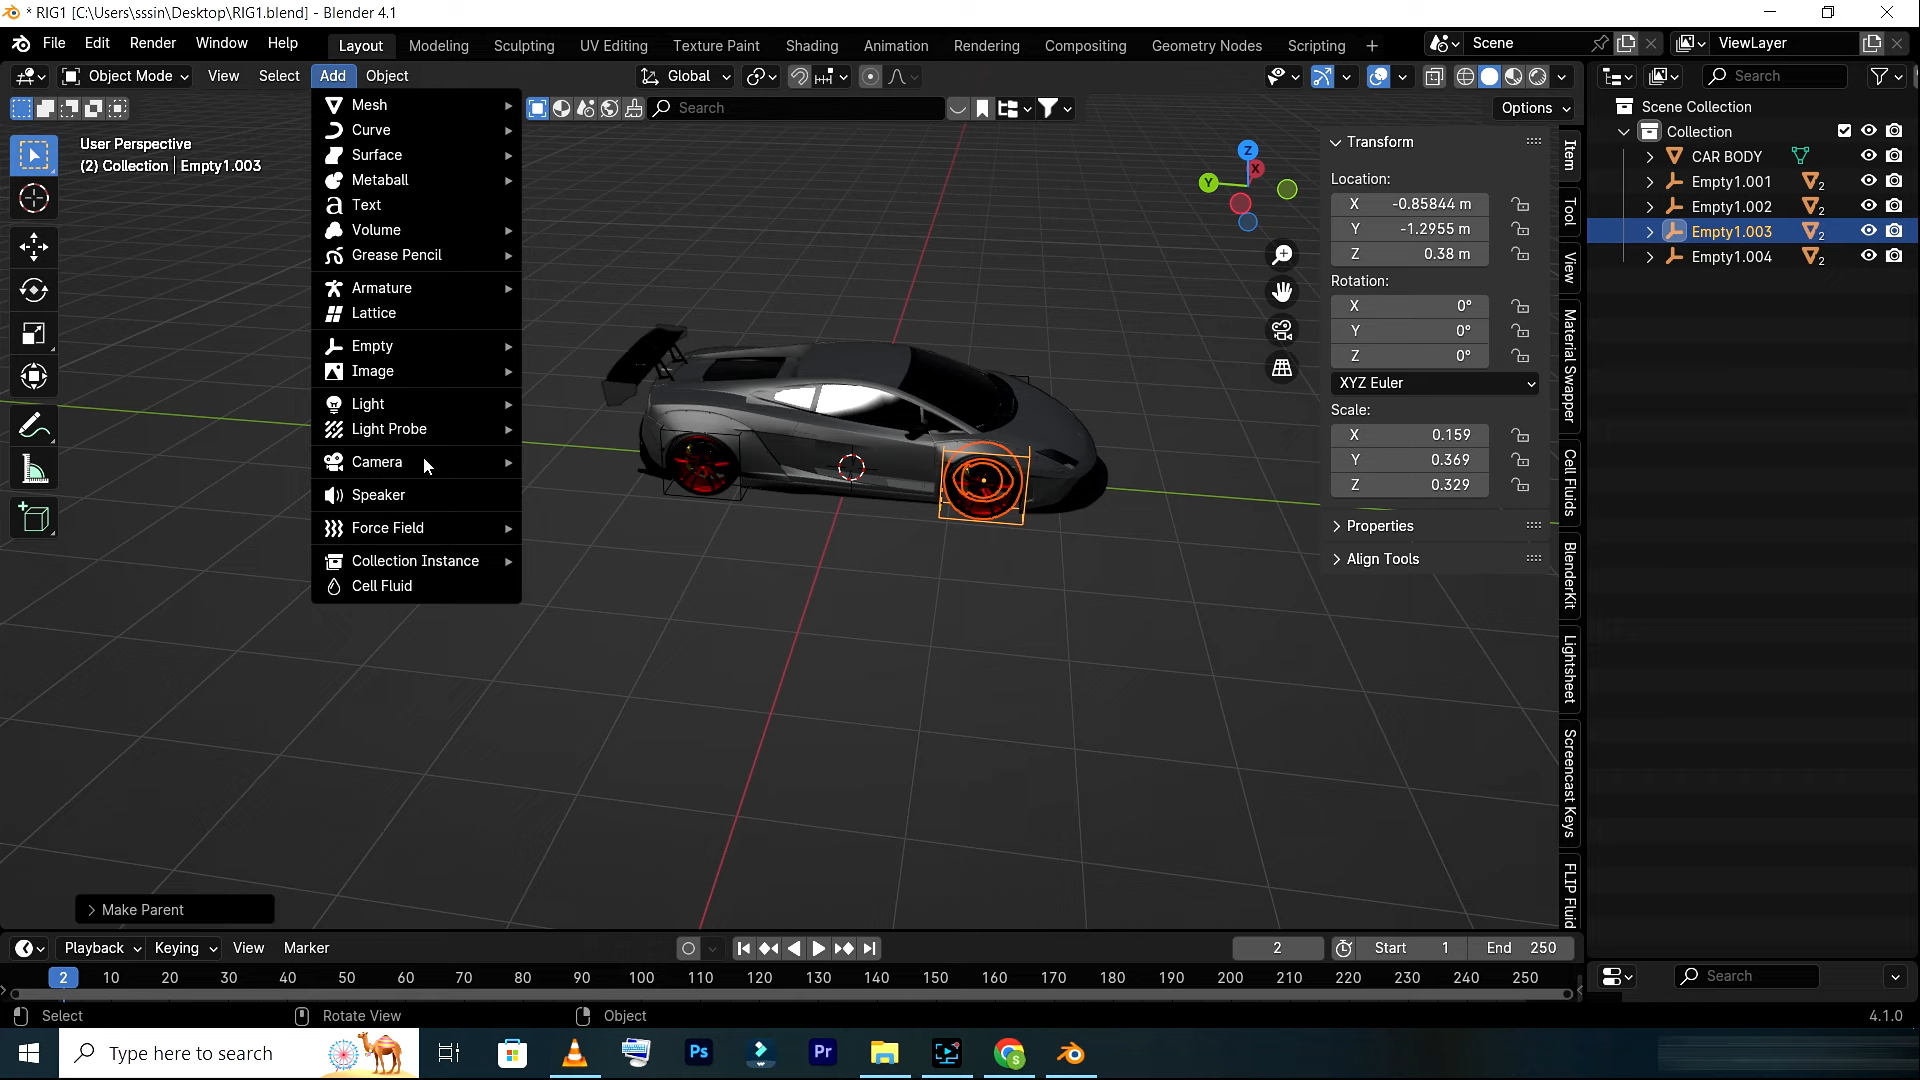 * RIG1 [C:\Users\sssin\Desktop\RIG1.blend] - Blender 4.1
File Edit Render Window Help
Layout Modeling Sculpting UV Editing Texture Paint Shading Animation Rendering Compositing Geometry Nodes Scripting +
Scene
ViewLayer
Object Mode View Select Add Object
Global
Search
Search
Options
User Perspective
(2) Collection | Empty1.003
Mesh
Curve
Surface
Metaball
Text
Volume
Grease Pencil
Armature
Lattice
Empty
Image
Light
Light Probe
Camera
Speaker
Force Field
Collection Instance
Cell Fluid
Z
X
Y
Transform
Location:
X -0.85844 m
Y -1.2955 m
Z 0.38 m
Rotation:
X 0°
Y 0°
Z 0°
XYZ Euler
Scale:
X 0.159
Y 0.369
Z 0.329
Properties
Align Tools
Item
Tool
View
Material Swapper
Cell Fluids
BlenderKit
Lightsheet
Screencast Keys
FLIP Fluid
Scene Collection
Collection
CAR BODY
Empty1.001 2
Empty1.002 2
Empty1.003 2
Empty1.004 2
Make Parent
Playback Keying View Marker
2
Start 1
End 250
2 10 20 30 40 50 60 70 80 90 100 110 120 130 140 150 160 170 180 190 200 210 220 230 240 250
Search
Select
Rotate View
Object
4.1.0
Type here to search
Ps
Pr
S